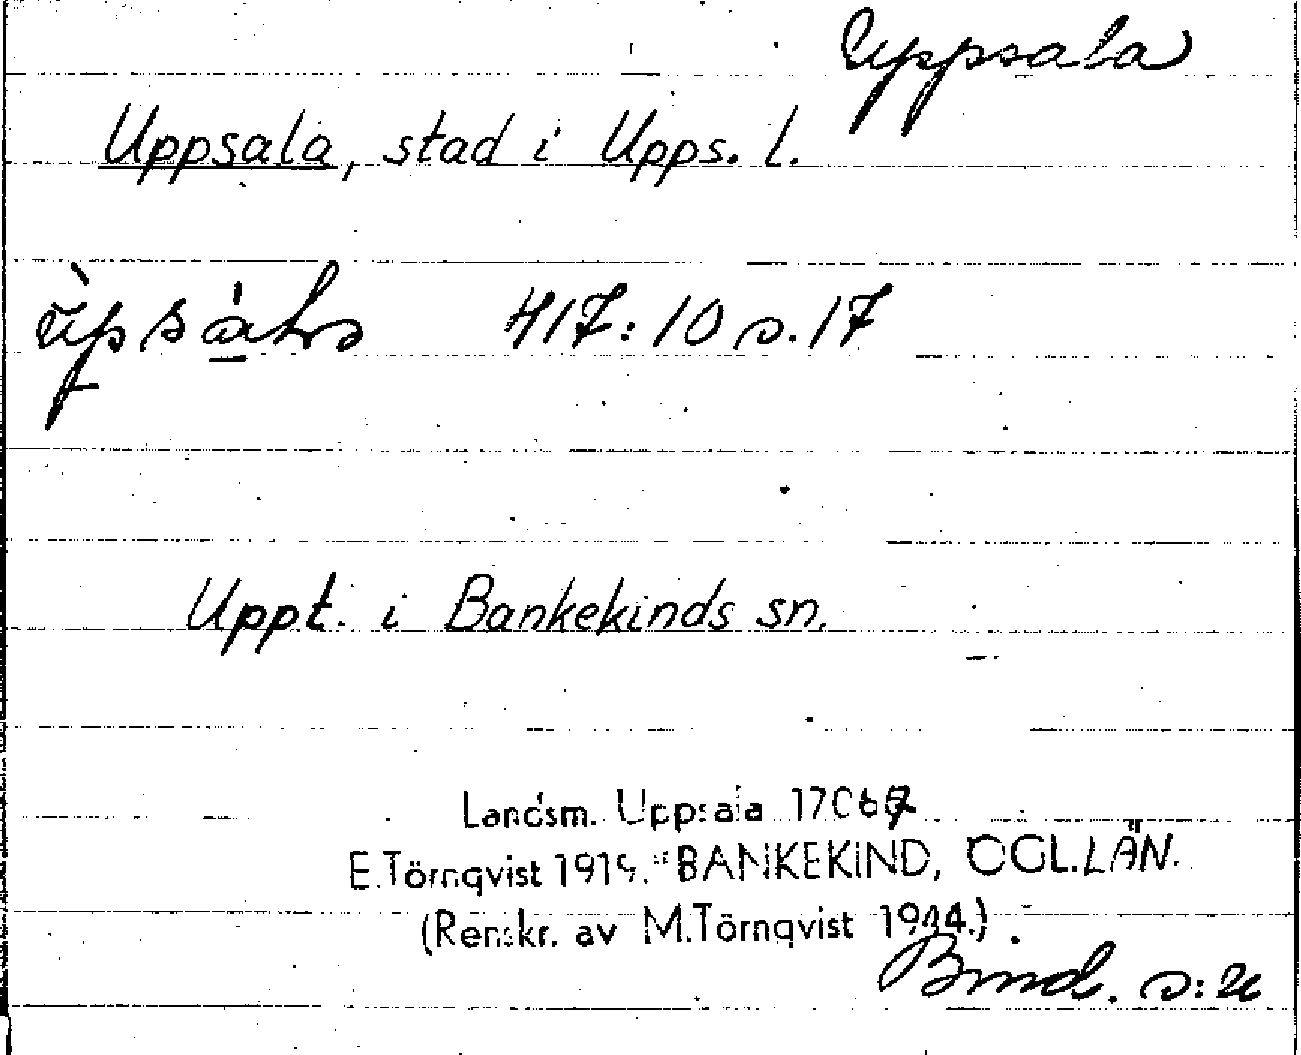 Uppsala
Uppsala, stad i Upps. l.
417:10 s. 17
Uppt. i Bankekinds sn.
Landsm. Uppsala 17067
E.Törnqvist 1919. BANKEKIND, ÖGL.LÄN.
(Renskr. av M.Törnqvist 1944.)
s:2